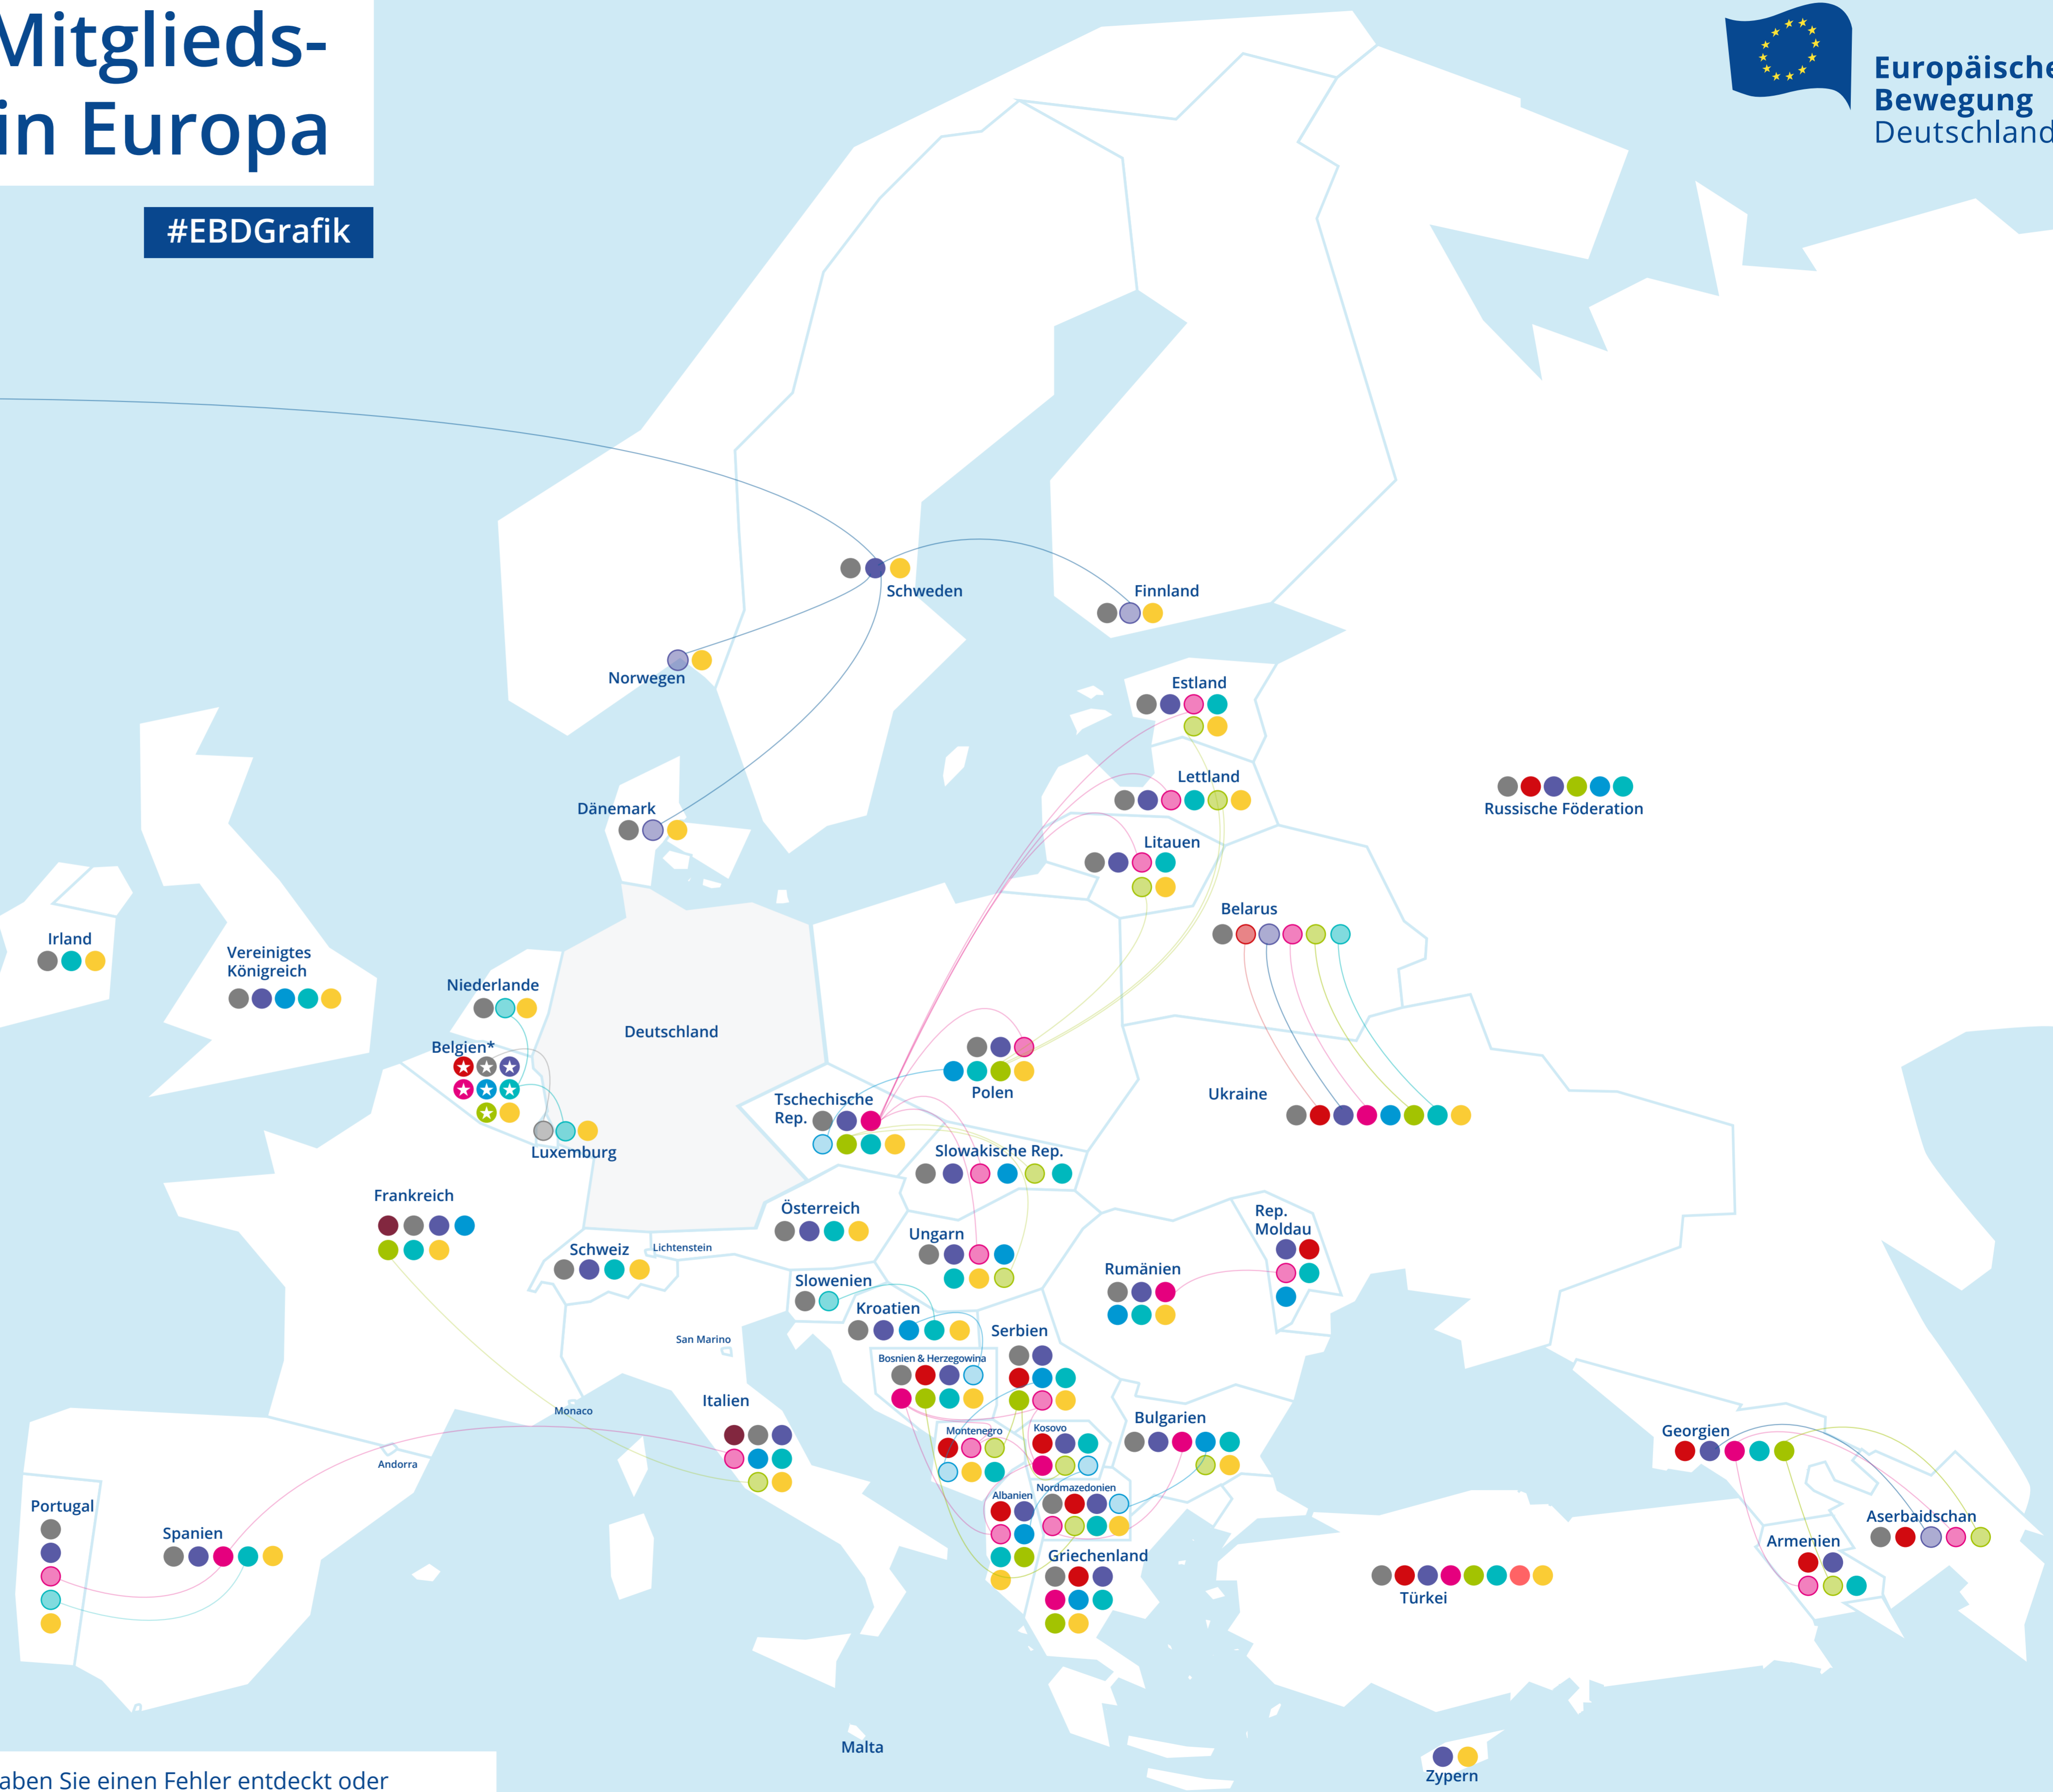 Mitglieds-
in Europa
#EBDGrafik
Europäische
Bewegung
Deutschland
Schweden
Finnland
Norwegen
Estland
Lettland
Dänemark
Russische Föderation
Litauen
Belarus
Irland
Vereinigtes
Königreich
Niederlande
Deutschland
Belgien*
Polen
Ukraine
Tschechische
Rep.
Luxemburg
Slowakische Rep.
Frankreich
Österreich
Rep.
Moldau
Ungarn
Schweiz
Lichtenstein
Rumänien
Slowenien
Kroatien
Serbien
San Marino
Bosnien & Herzegowina
Italien
Monaco
Bulgarien
Kosovo
Montenegro
Georgien
Andorra
Nordmazedonien
Albanien
Portugal
Spanien
Aserbaidschan
Armenien
Griechenland
Türkei
Malta
Zypern
aben Sie einen Fehler entdeckt oder